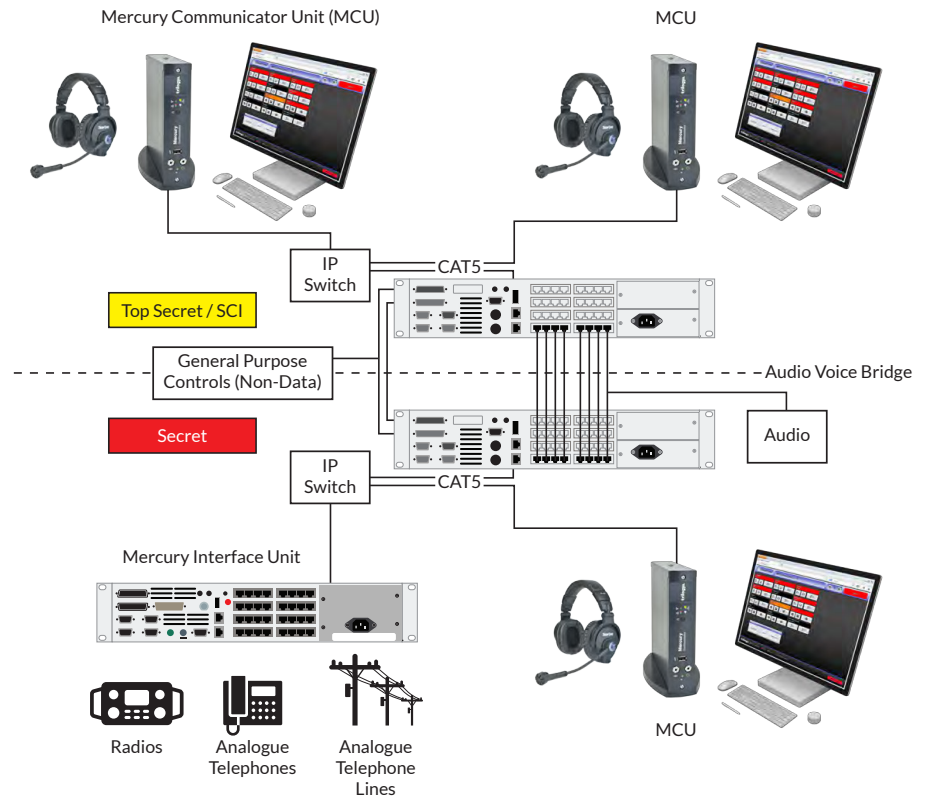 Mercury Communicator Unit (MCU)
MCU
IP
Switch
CAT5
Top Secret / SCI
General Purpose
Controls (Non-Data)
Audio Voice Bridge
Secret
Audio
IP
Switch
CAT5
Mercury Interface Unit
Radios
Analogue
Telephones
Analogue
Telephone
Lines
MCU